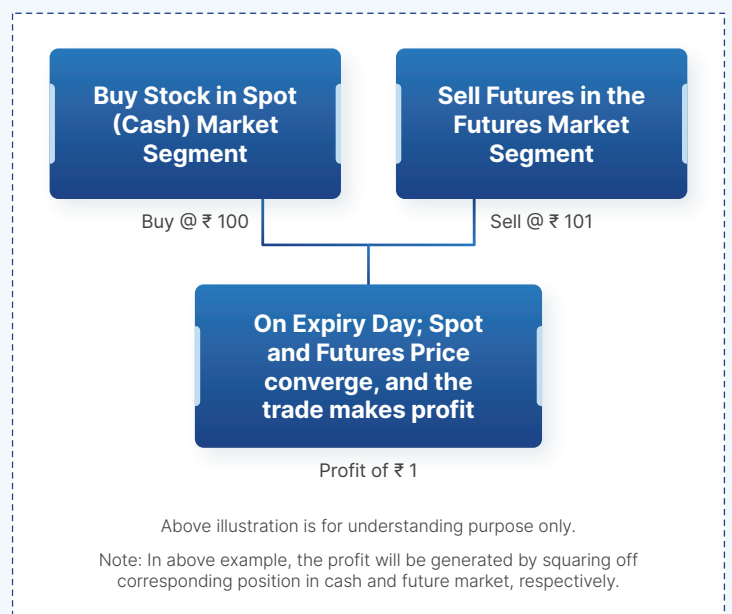 Buy Stock in Spot
(Cash) Market
Segment
Sell Futures in the
Futures Market
Segment
Buy @ ₹ 100
Sell @ ₹ 101
On Expiry Day; Spot
and Futures Price
converge, and the
trade makes profit
Profit of ₹ 1
Above illustration is for understanding purpose only.
Note: In above example, the profit will be generated by squaring off
corresponding position in cash and future market, respectively.